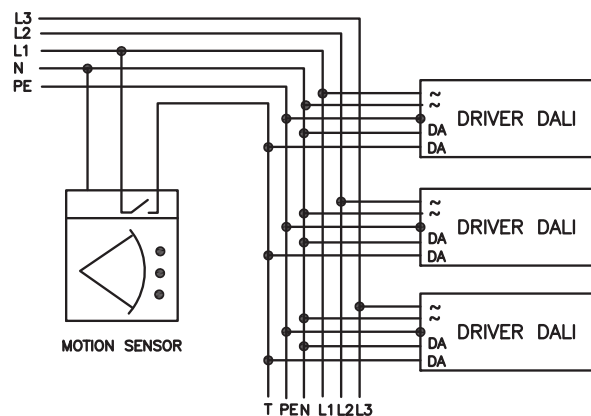 L3
L2
L1
N
PE
~
~
DA
DA
DRIVER DALI
~
~
DA
DA
DRIVER DALI
~
~
DA
DA
DRIVER DALI
MOTION SENSOR
T PE N L1 L2 L3